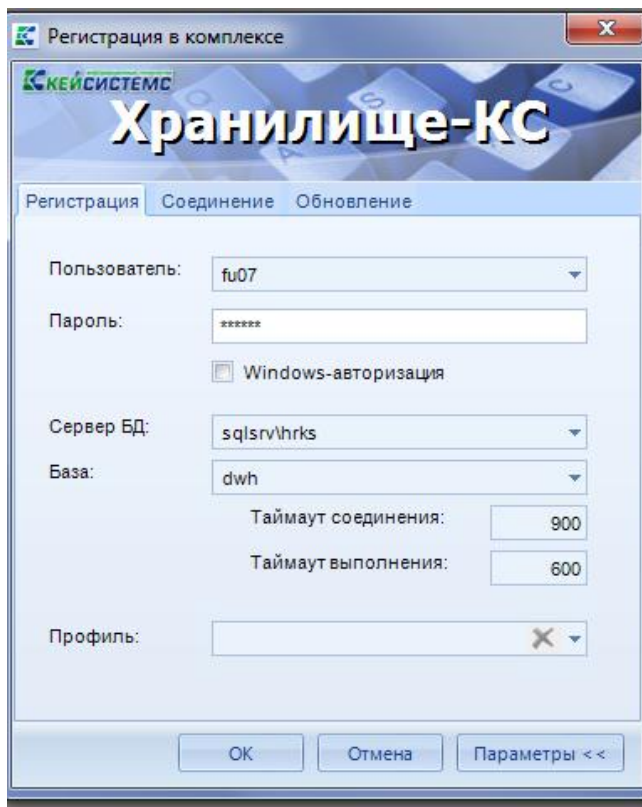 Регистрация в комплексе
КЕЙСИСТЕМС
Хранилище-КС
Регистрация Соединение Обновление
Пользователь: fu07
Пароль: ******
Windows-авторизация
Сервер БД: sqlsrv\hrks
База: dwh
Таймаут соединения: 900
Таймаут выполнения: 600
Профиль:
ОК Отмена Параметры <<